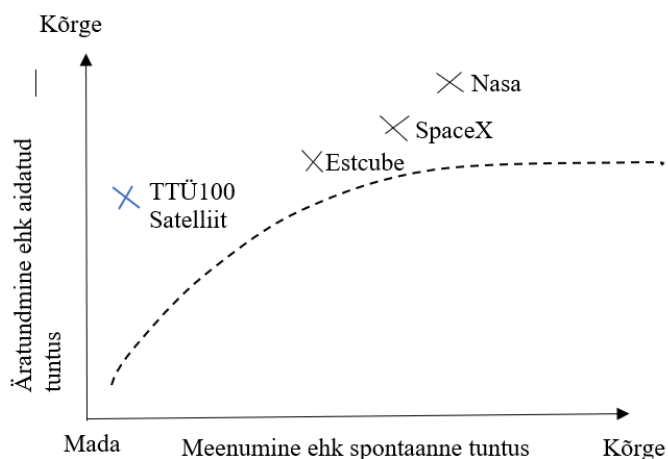 Kõrge
Nasa
SpaceX
Estcube
TTÜ100
Satelliit
Äratundmine ehk aidatud
tuntus
Mada
Meenumine ehk spontaanne tuntus
Kõrge